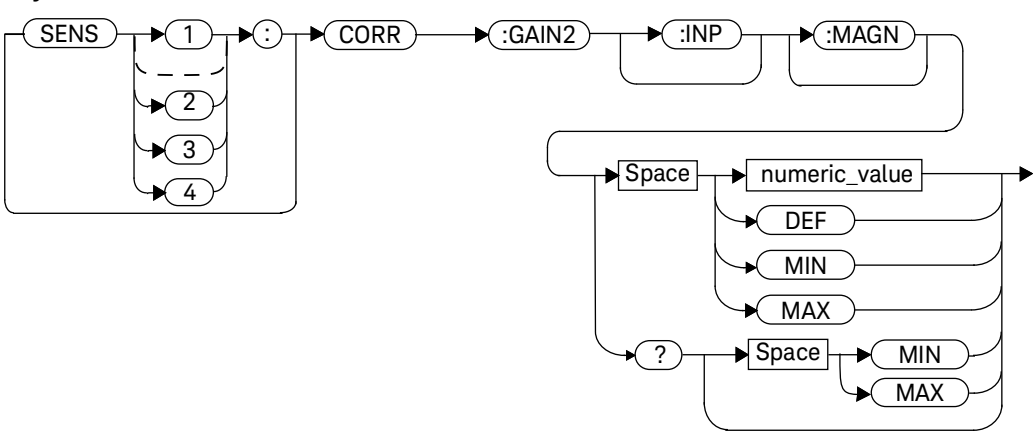 SENS 1 : CORR :GAIN2 :INP :MAGN
2
3
4
Space numeric_value
DEF
MIN
MAX
? Space MIN
MAX